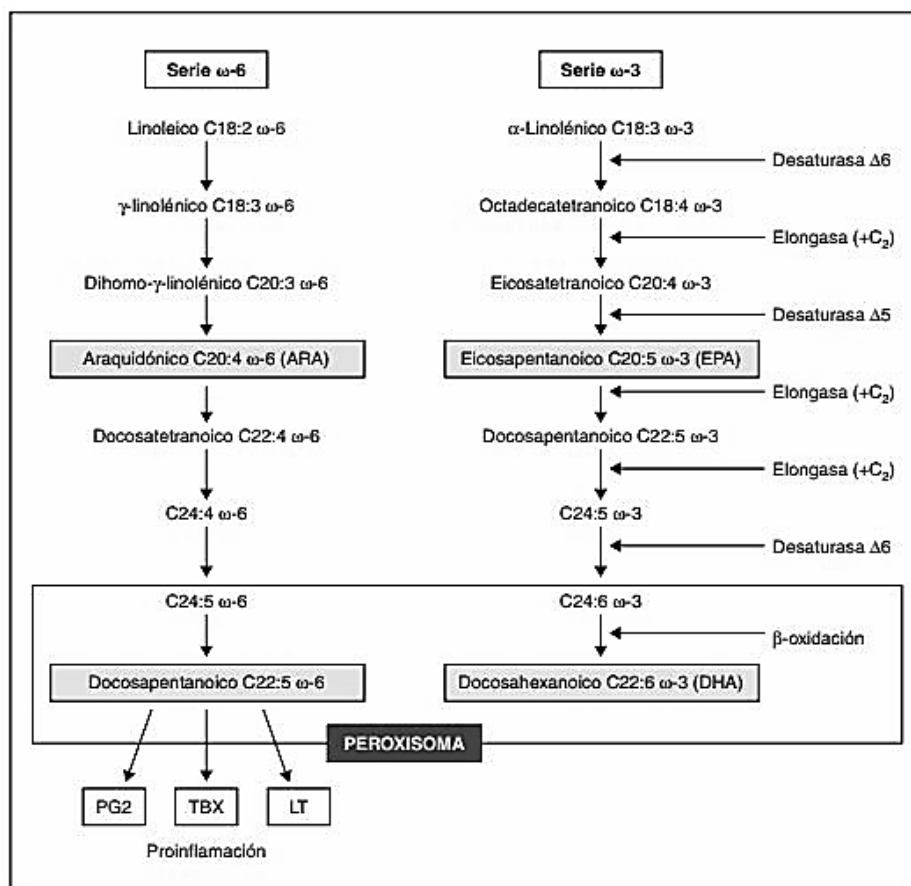 Serie ω-6
Serie ω-3
Linoleico C18:2 ω-6
α-Linolénico C18:3 ω-3
Desaturasa Δ6
γ-linolénico C18:3 ω-6
Octadecatetranoico C18:4 ω-3
Elongasa (+C₂)
Dihomo-γ-linolénico C20:3 ω-6
Eicosatetranoico C20:4 ω-3
Desaturasa Δ5
Araquidónico C20:4 ω-6 (ARA)
Eicosapentanoico C20:5 ω-3 (EPA)
Elongasa (+C₂)
Docosatetranoico C22:4 ω-6
Docosapentanoico C22:5 ω-3
Elongasa (+C₂)
C24:4 ω-6
C24:5 ω-3
Desaturasa Δ6
C24:5 ω-6
C24:6 ω-3
β-oxidación
Docosapentanoico C22:5 ω-6
Docosahexanoico C22:6 ω-3 (DHA)
PEROXISOMA
PG2
TBX
LT
Proinflamación